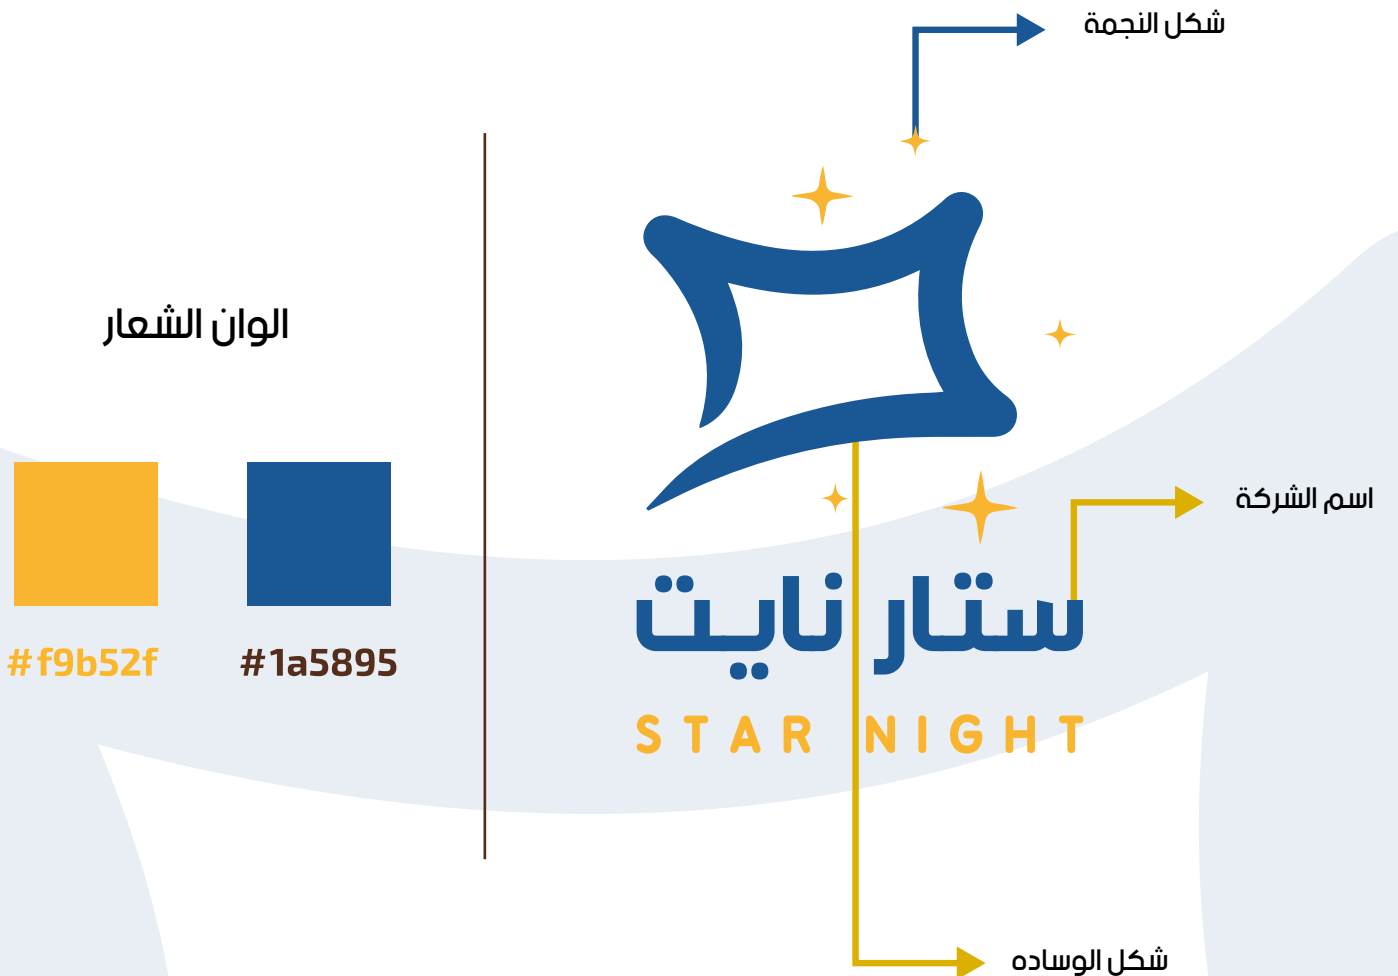 شكل النجمة
الوان الشعار
اسم الشركة
ستار نايت
#f9b52f
#1a5895
STAR NIGHT
شكل الوساده